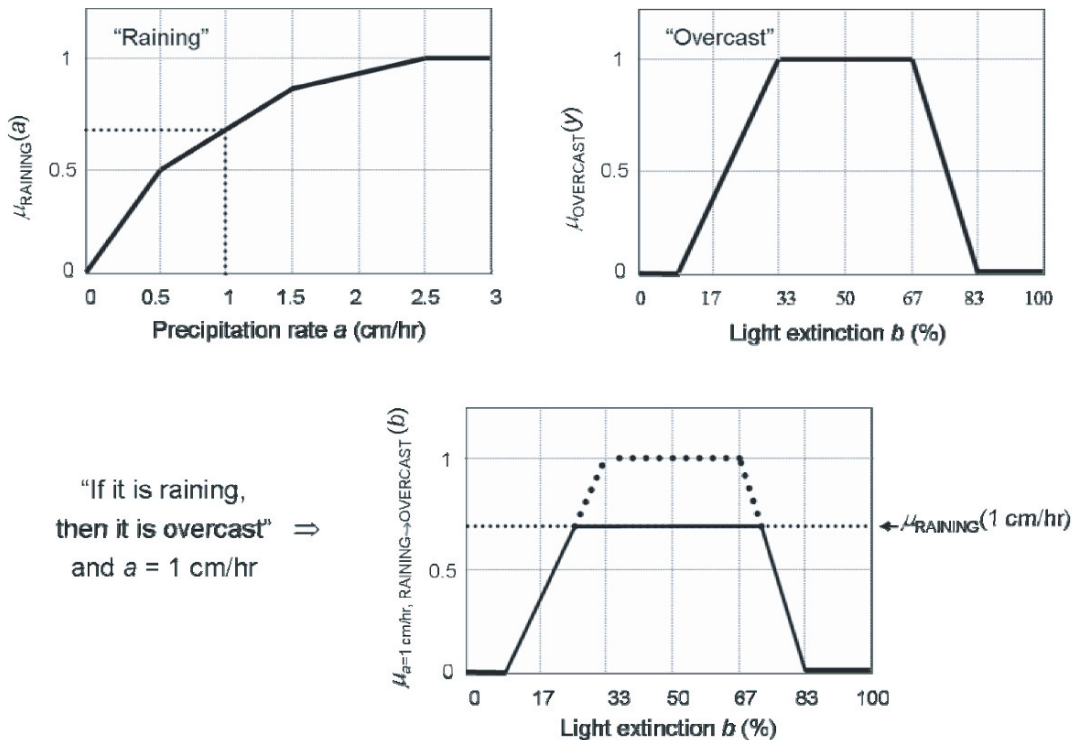 "Raining"
μRAINING(a)
1
0.5
0
0 0.5 1 1.5 2 2.5 3
Precipitation rate a (cm/hr)
"Overcast"
μOVERCAST(y)
1
0.5
0
0 17 33 50 67 83 100
Light extinction b (%)
"If it is raining,
then it is overcast" ⇒
and a = 1 cm/hr
μa=1 cm/hr, RAINING→OVERCAST (b)
1
0.5
0
0 17 33 50 67 83 100
Light extinction b (%)
μRAINING(1 cm/hr)